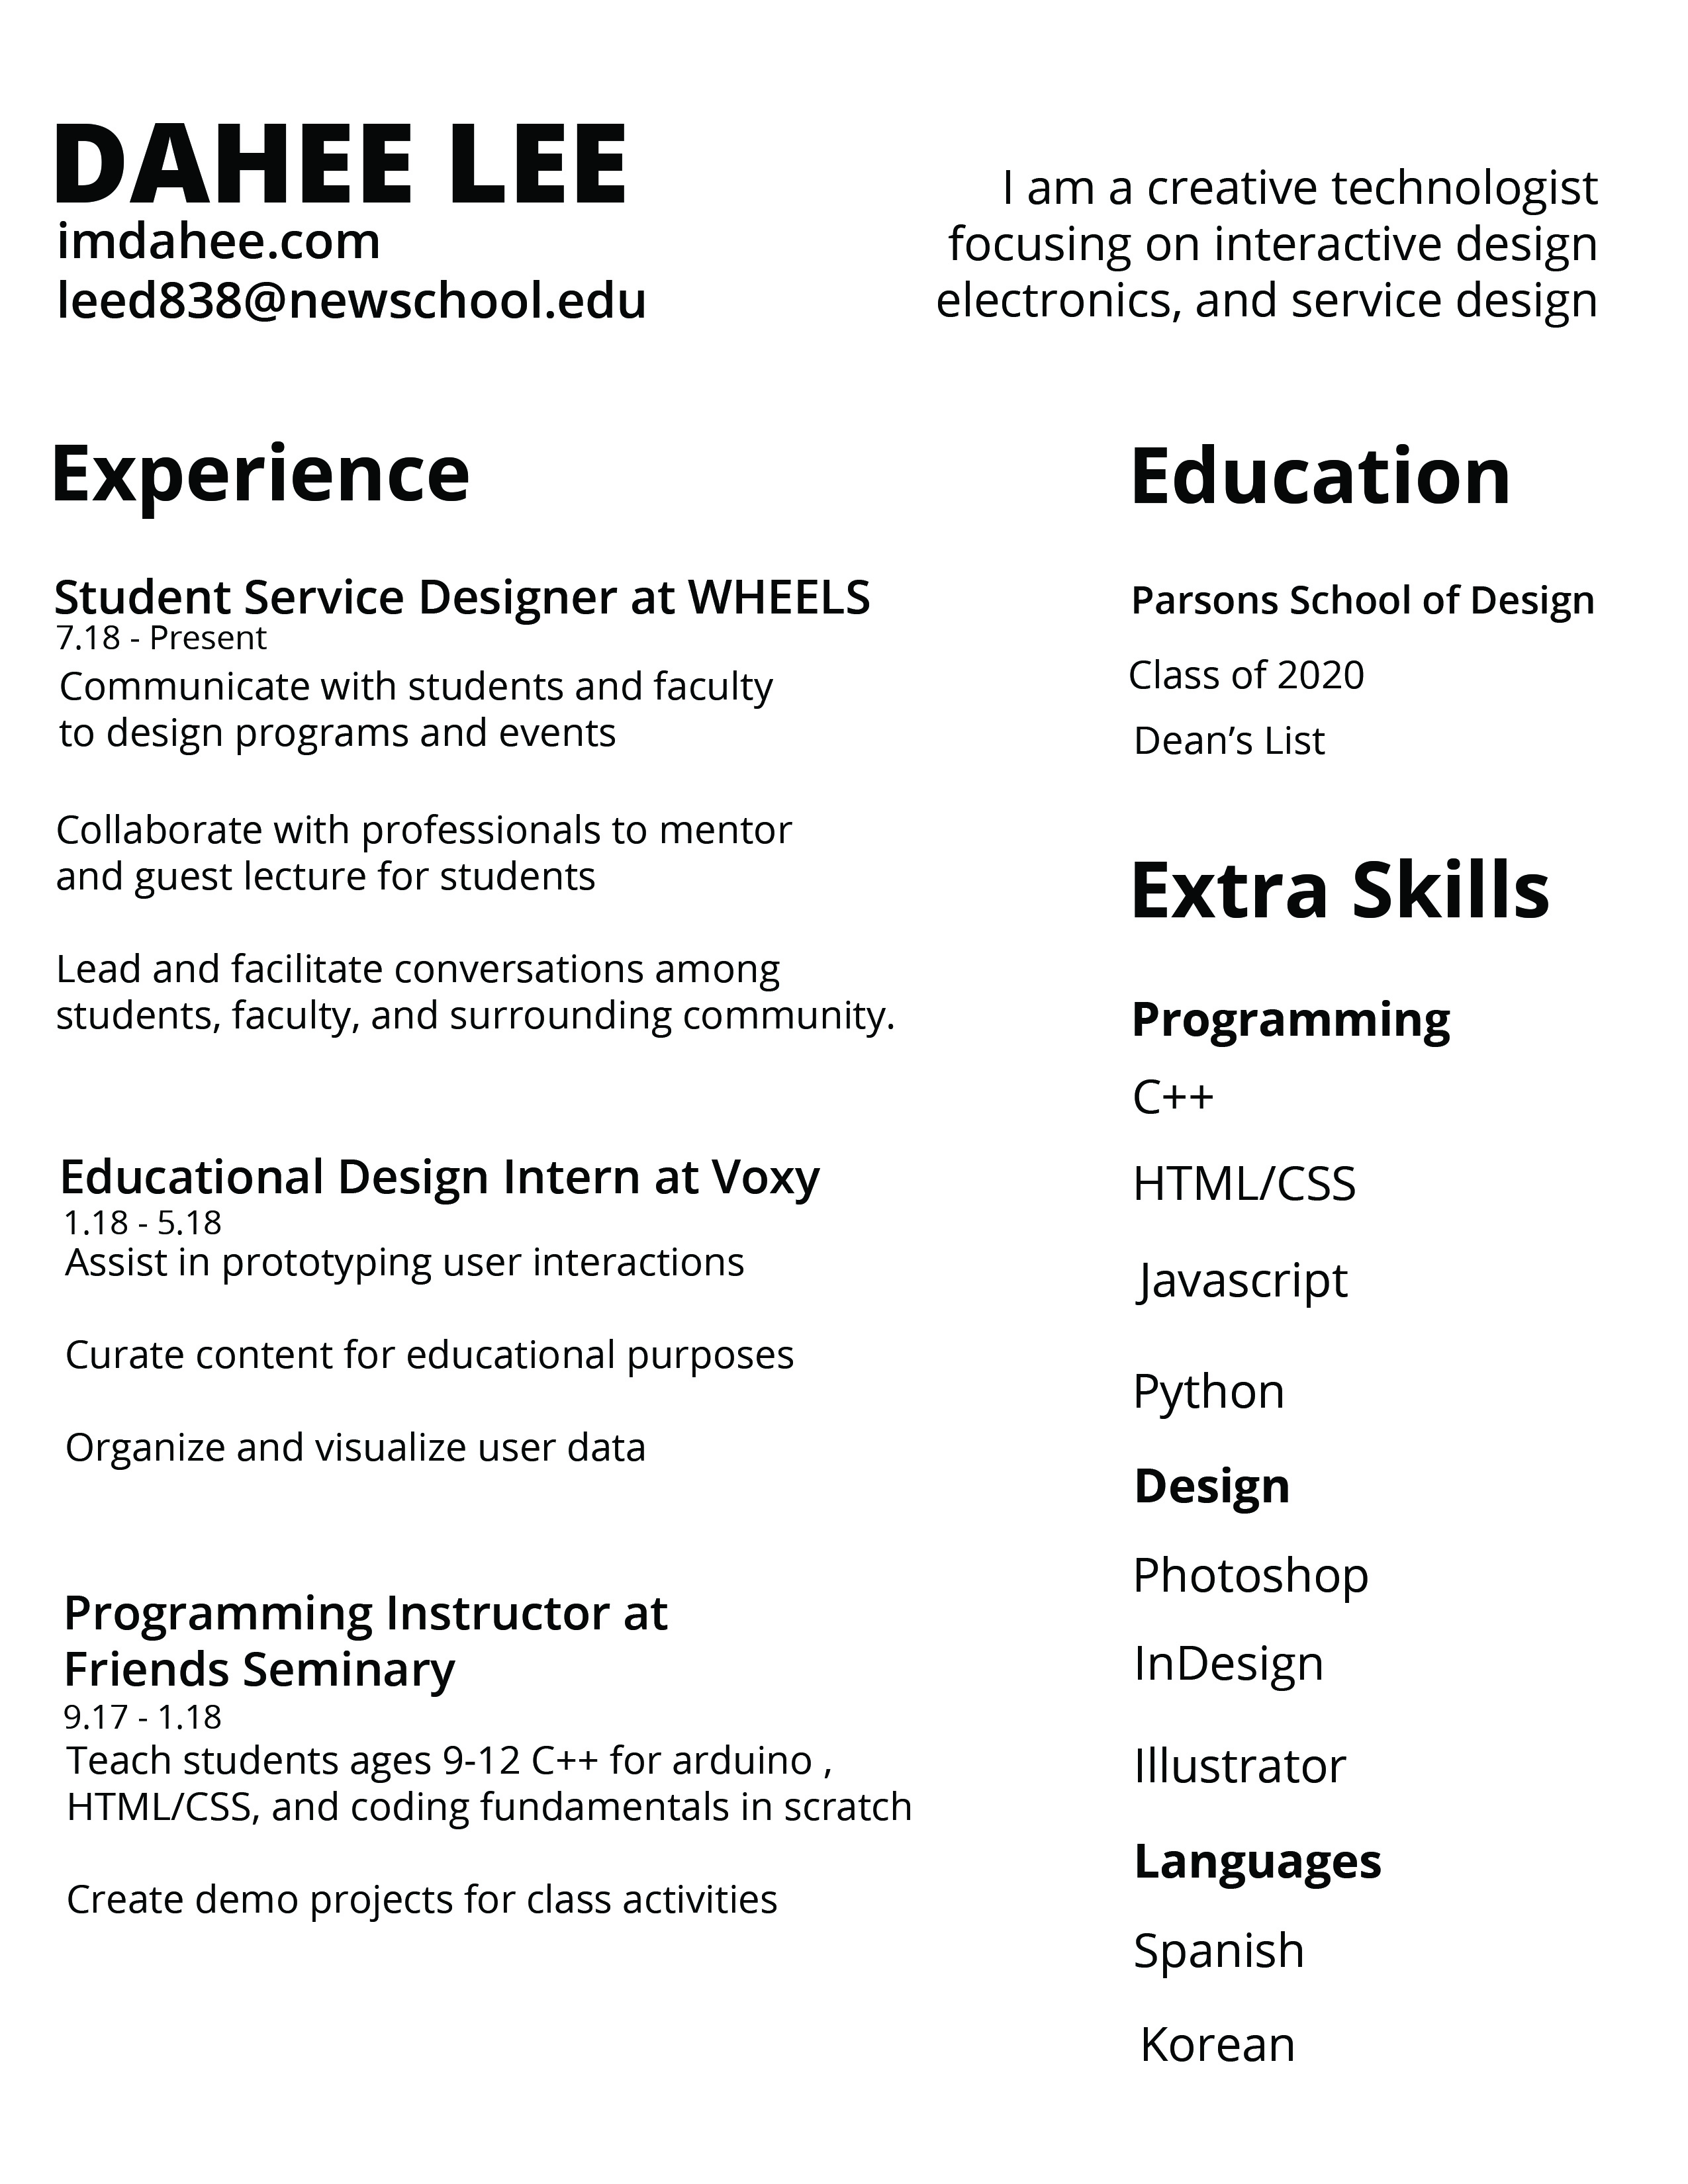 DAHEE LEE
imdahee.com
leed838@newschool.edu
I am a creative technologist
focusing on interactive design
electronics, and service design
Experience
Student Service Designer at WHEELS
7.18 - Present
Communicate with students and faculty
to design programs and events
Collaborate with professionals to mentor
and guest lecture for students
Lead and facilitate conversations among
students, faculty, and surrounding community.
Educational Design Intern at Voxy
1.18 - 5.18
Assist in prototyping user interactions
Curate content for educational purposes
Organize and visualize user data
Programming Instructor at
Friends Seminary
9.17 - 1.18
Teach students ages 9-12 C++ for arduino ,
HTML/CSS, and coding fundamentals in scratch
Create demo projects for class activities
Education
Parsons School of Design
Class of 2020
Dean’s List
Extra Skills
Programming
C++
HTML/CSS
Javascript
Python
Design
Photoshop
InDesign
Illustrator
Languages
Spanish
Korean